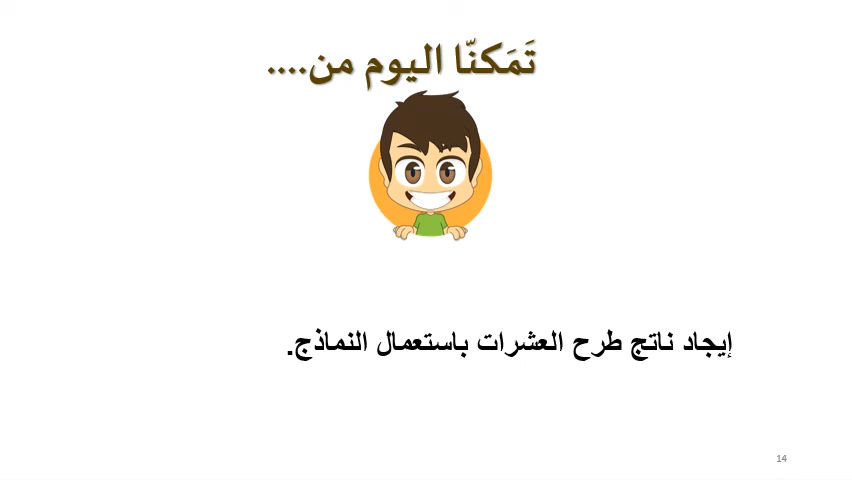 تَمَكنّا اليوم من....
إيجاد ناتج طرح العشرات باستعمال النماذج.
14